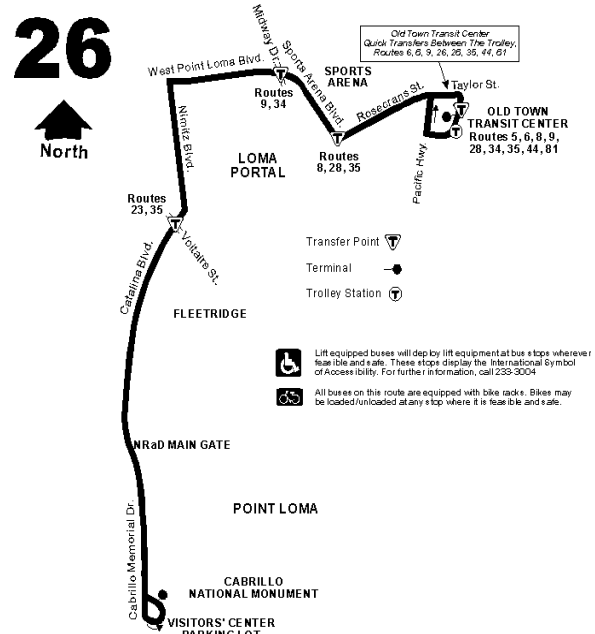 26
North
Old Town Transit Center
Quick Transfers Between The Trolley,
Routes 6,8, 9, 26, 28, 35, 44, 81
West Point Loma Blvd.
Midway Dr.
Sports Arena Blvd.
SPORTS
ARENA
Rosecrans St.
Taylor St.
Pacific Hwy.
OLD TOWN
TRANSIT CENTER
Routes 5, 6, 8, 9,
28, 34, 35, 44, 81
Routes
9, 34
Routes
8, 28, 35
Nimitz Blvd.
LOMA
PORTAL
Routes
23, 35
Voltaire St.
Catalina Blvd.
Transfer Point T
Terminal
Trolley Station T
FLEETRIDGE
Lift equipped buses will deploy lift equipment at bus stops wherever
feasible and safe. These stops display the International Symbol
of Accessibility. For further information, call 233-3004
All buses on this route are equipped with bike racks. Bikes may
be loaded/unloaded at any stop where it is feasible and safe.
NRaD MAIN GATE
POINT LOMA
Cabrillo Memorial Dr.
CABRILLO
NATIONAL MONUMENT
VISITORS' CENTER
PARKING LOT